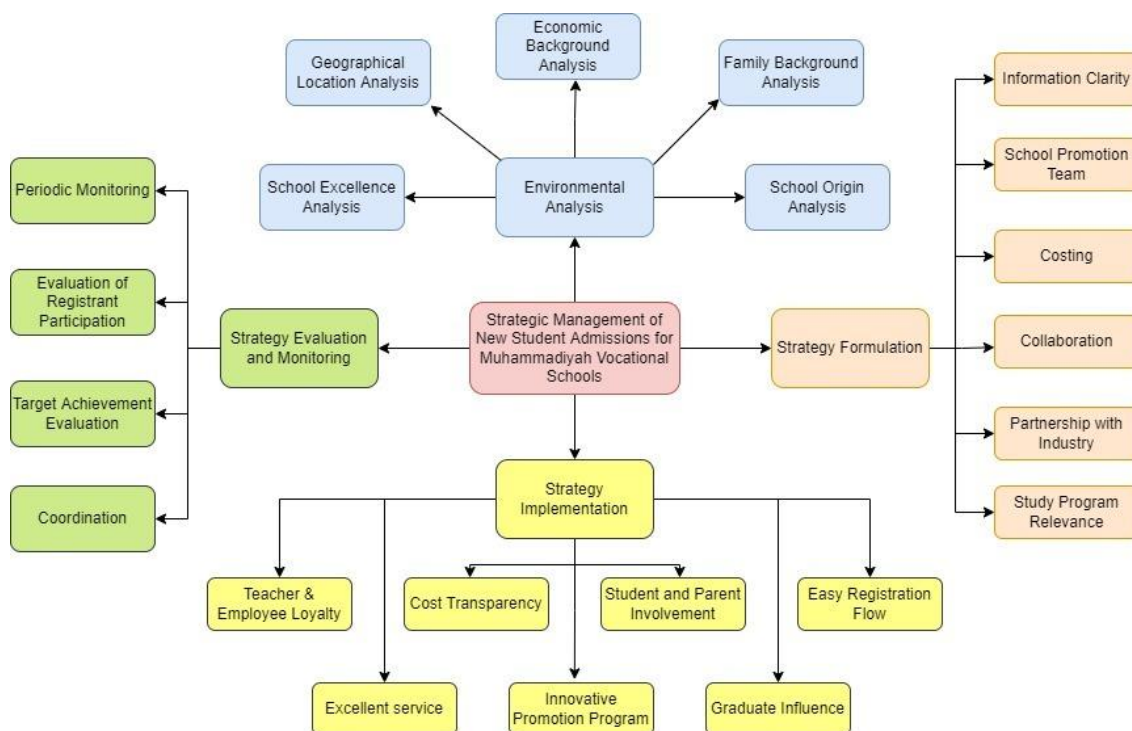 Economic
Background
Analysis
Geographical
Location Analysis
Family Background
Analysis
Information Clarity
School Promotion
Team
Periodic Monitoring
School Excellence
Analysis
Environmental
Analysis
School Origin
Analysis
Costing
Evaluation of
Registrant
Participation
Strategy Evaluation
and Monitoring
Strategic Management of
New Student Admissions for
Muhammadiyah Vocational
Schools
Strategy Formulation
Collaboration
Target Achievement
Evaluation
Partnership with
Industry
Coordination
Strategy
Implementation
Study Program
Relevance
Teacher &
Employee Loyalty
Cost Transparency
Student and Parent
Involvement
Easy Registration
Flow
Excellent service
Innovative
Promotion Program
Graduate Influence